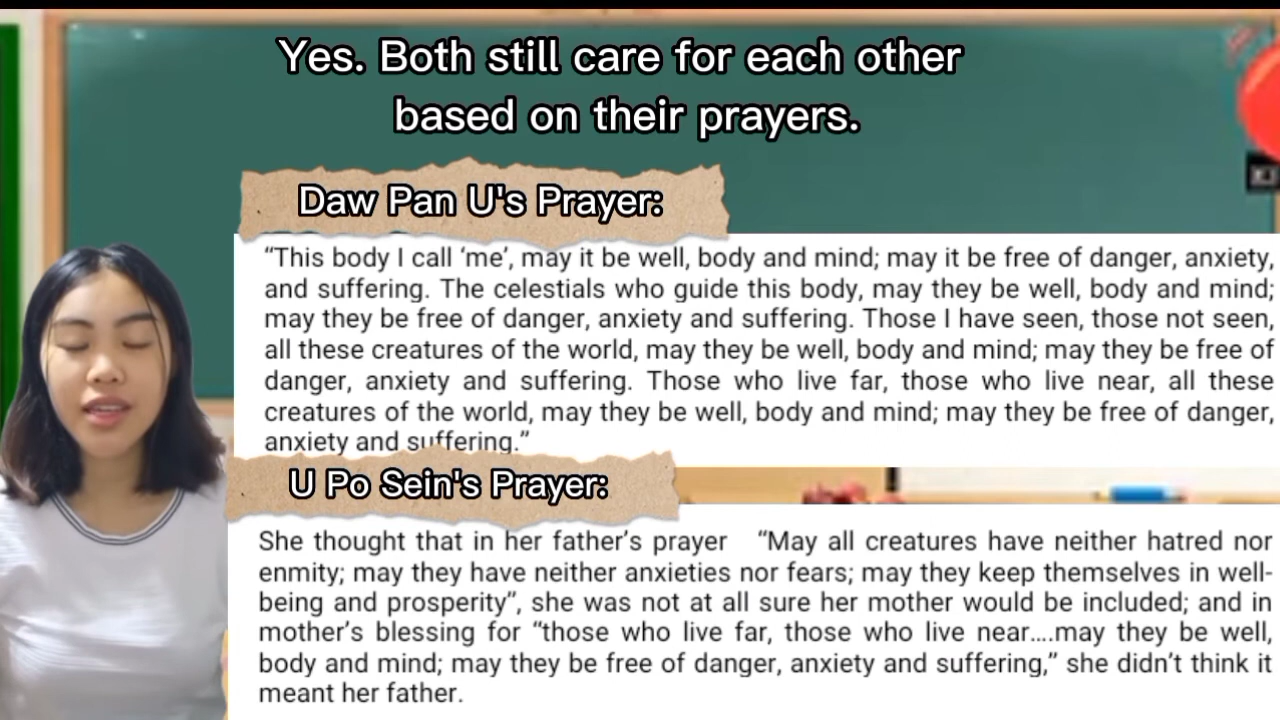 Yes. Both still care for each other
based on their prayers.
Daw Pan U's Prayer:
“This body I call ‘me’, may it be well, body and mind; may it be free of danger, anxiety,
and suffering. The celestials who guide this body, may they be well, body and mind;
may they be free of danger, anxiety and suffering. Those I have seen, those not seen,
all these creatures of the world, may they be well, body and mind; may they be free of
danger, anxiety and suffering. Those who live far, those who live near, all these
creatures of the world, may they be well, body and mind; may they be free of danger,
anxiety and suffering.”
U Po Sein's Prayer:
She thought that in her father’s prayer “May all creatures have neither hatred nor
enmity; may they have neither anxieties nor fears; may they keep themselves in well-
being and prosperity”, she was not at all sure her mother would be included; and in
mother’s blessing for “those who live far, those who live near....may they be well,
body and mind; may they be free of danger, anxiety and suffering,” she didn’t think it
meant her father.